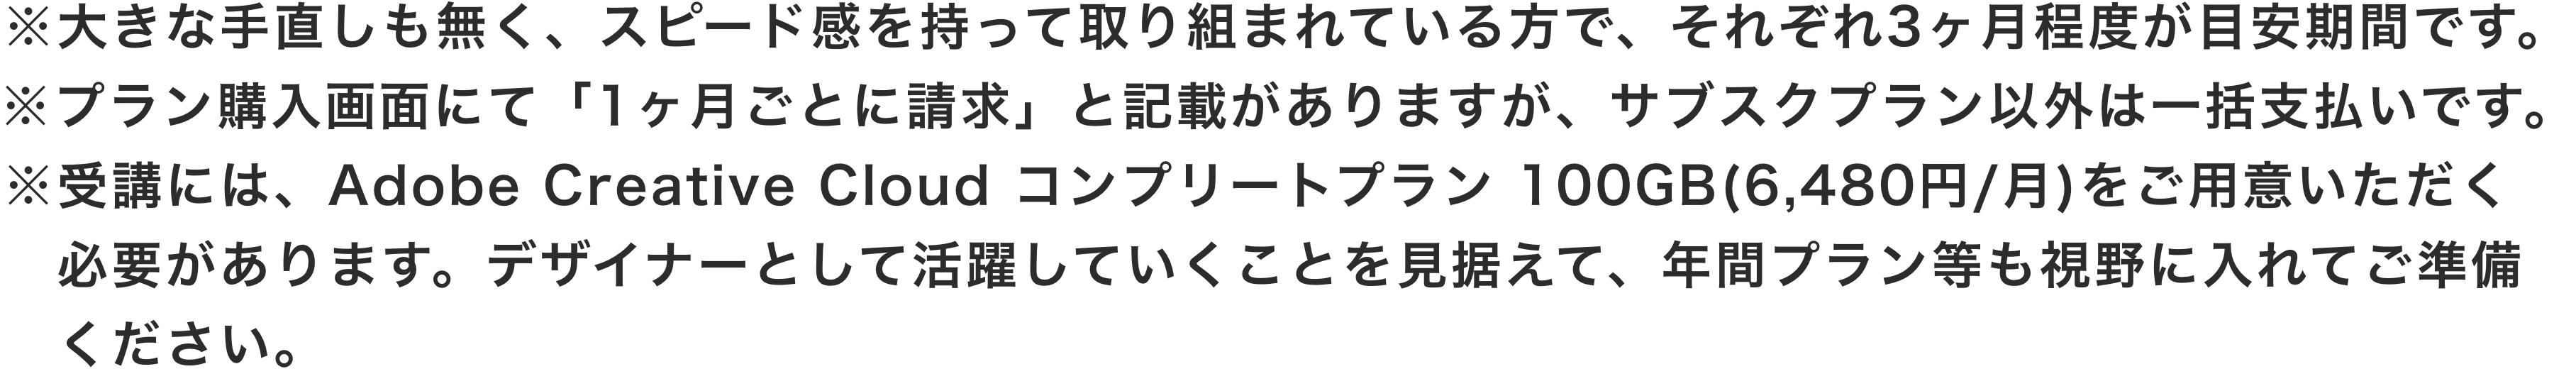 ※大きな手直しも無く、スピード感を持って取り組まれている方で、それぞれ3ヶ月程度が目安期間です。
※プラン購入画面にて「1ヶ月ごとに請求」と記載がありますが、サブスクプラン以外は一括支払いです。
※受講には、Adobe Creative Cloud コンプリートプラン 100GB(6,480円/月)をご用意いただく
必要があります。デザイナーとして活躍していくことを見据えて、年間プラン等も視野に入れてご準備
ください。